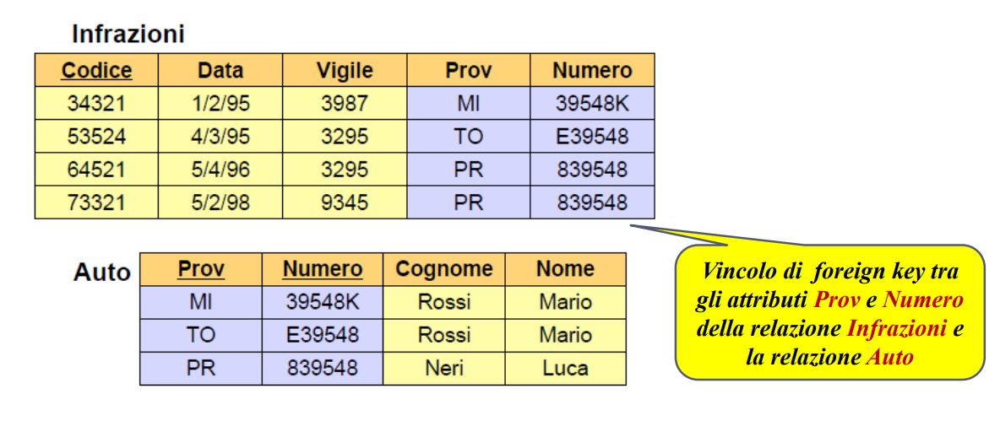 Infrazioni
Codice Data Vigile Prov Numero
34321 1/2/95 3987 MI 39548K
53524 4/3/95 3295 TO E39548
64521 5/4/96 3295 PR 839548
73321 5/2/98 9345 PR 839548
Auto
Prov Numero Cognome Nome
MI 39548K Rossi Mario
TO E39548 Rossi Mario
PR 839548 Neri Luca
Vincolo di foreign key tra
gli attributi Prov e Numero
della relazione Infrazioni e
la relazione Auto